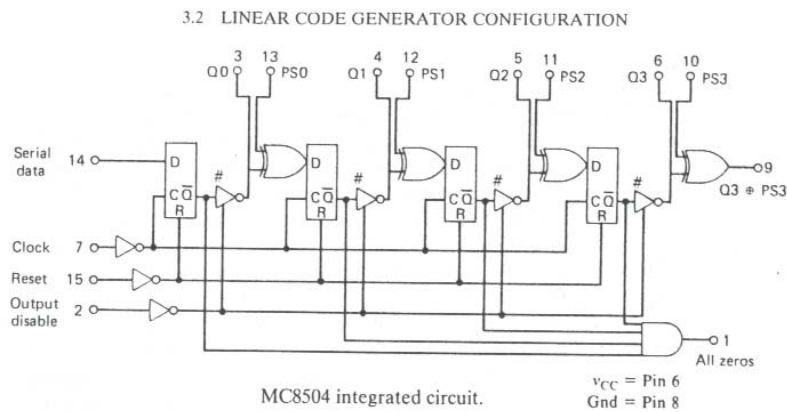 3.2 LINEAR CODE GENERATOR CONFIGURATION
3 13 4 12 5 11 6 10
Q0 PS0 Q1 PS1 Q2 PS2 Q3 PS3
Serial
data 14
D D D D 9
# # # # Q3 ⊕ PS3
C Q̅ C Q̅ C Q̅ C Q̅
R R R R
Clock 7
Reset 15
Output
disable 2
1
All zeros
MC8504 integrated circuit.
vCC = Pin 6
Gnd = Pin 8